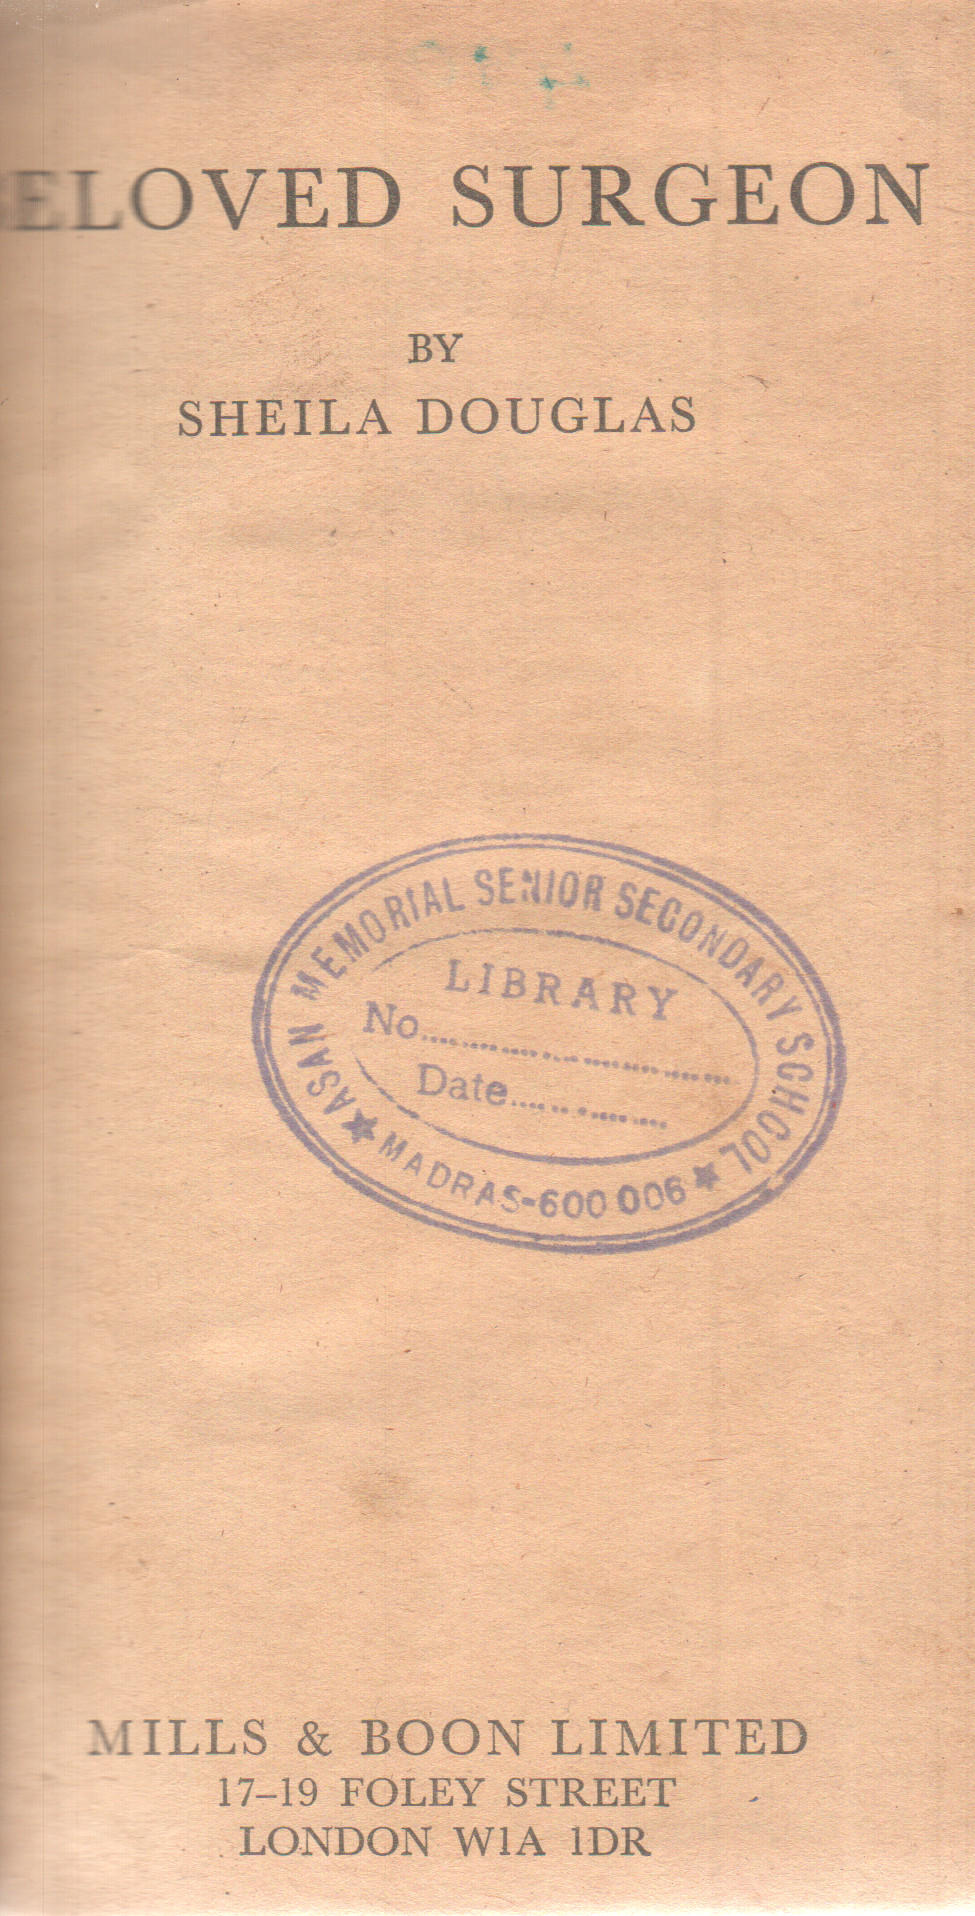 BELOVED SURGEON
BY
SHEILA DOUGLAS
ASAN MEMORIAL SENIOR SECONDARY SCHOOL
LIBRARY
No..............................
Date...............
★ MADRAS-600 006 ★
MILLS & BOON LIMITED
17–19 FOLEY STREET
LONDON W1A 1DR